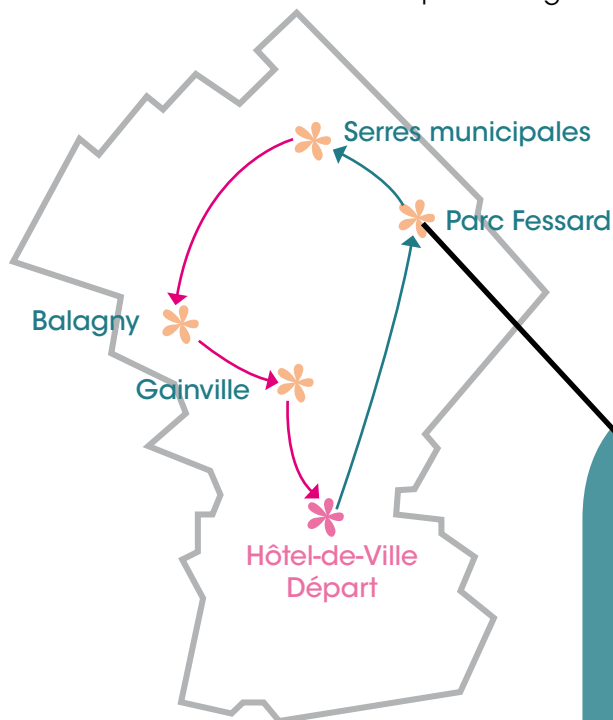 Serres municipales
Parc Fessard
Balagny
Gainville
Hôtel-de-Ville
Départ